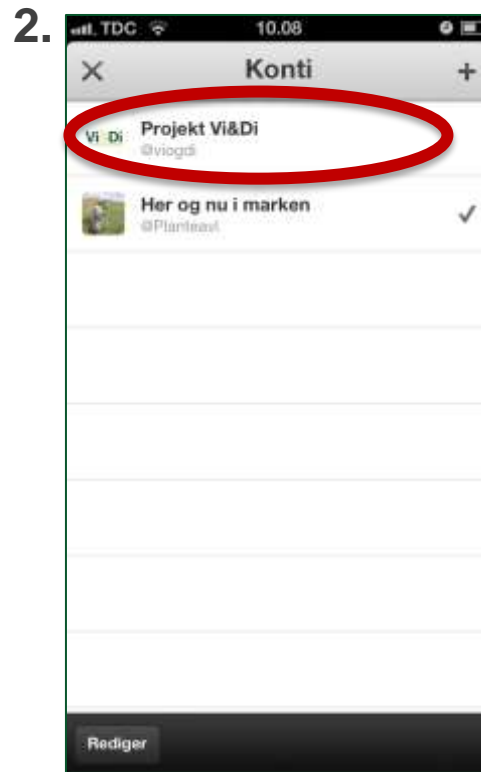 2.
TDC 10.08
Konti +
Vi Di Projekt Vi&Di
@viogdi
Her og nu i marken
@Planteavl
Rediger